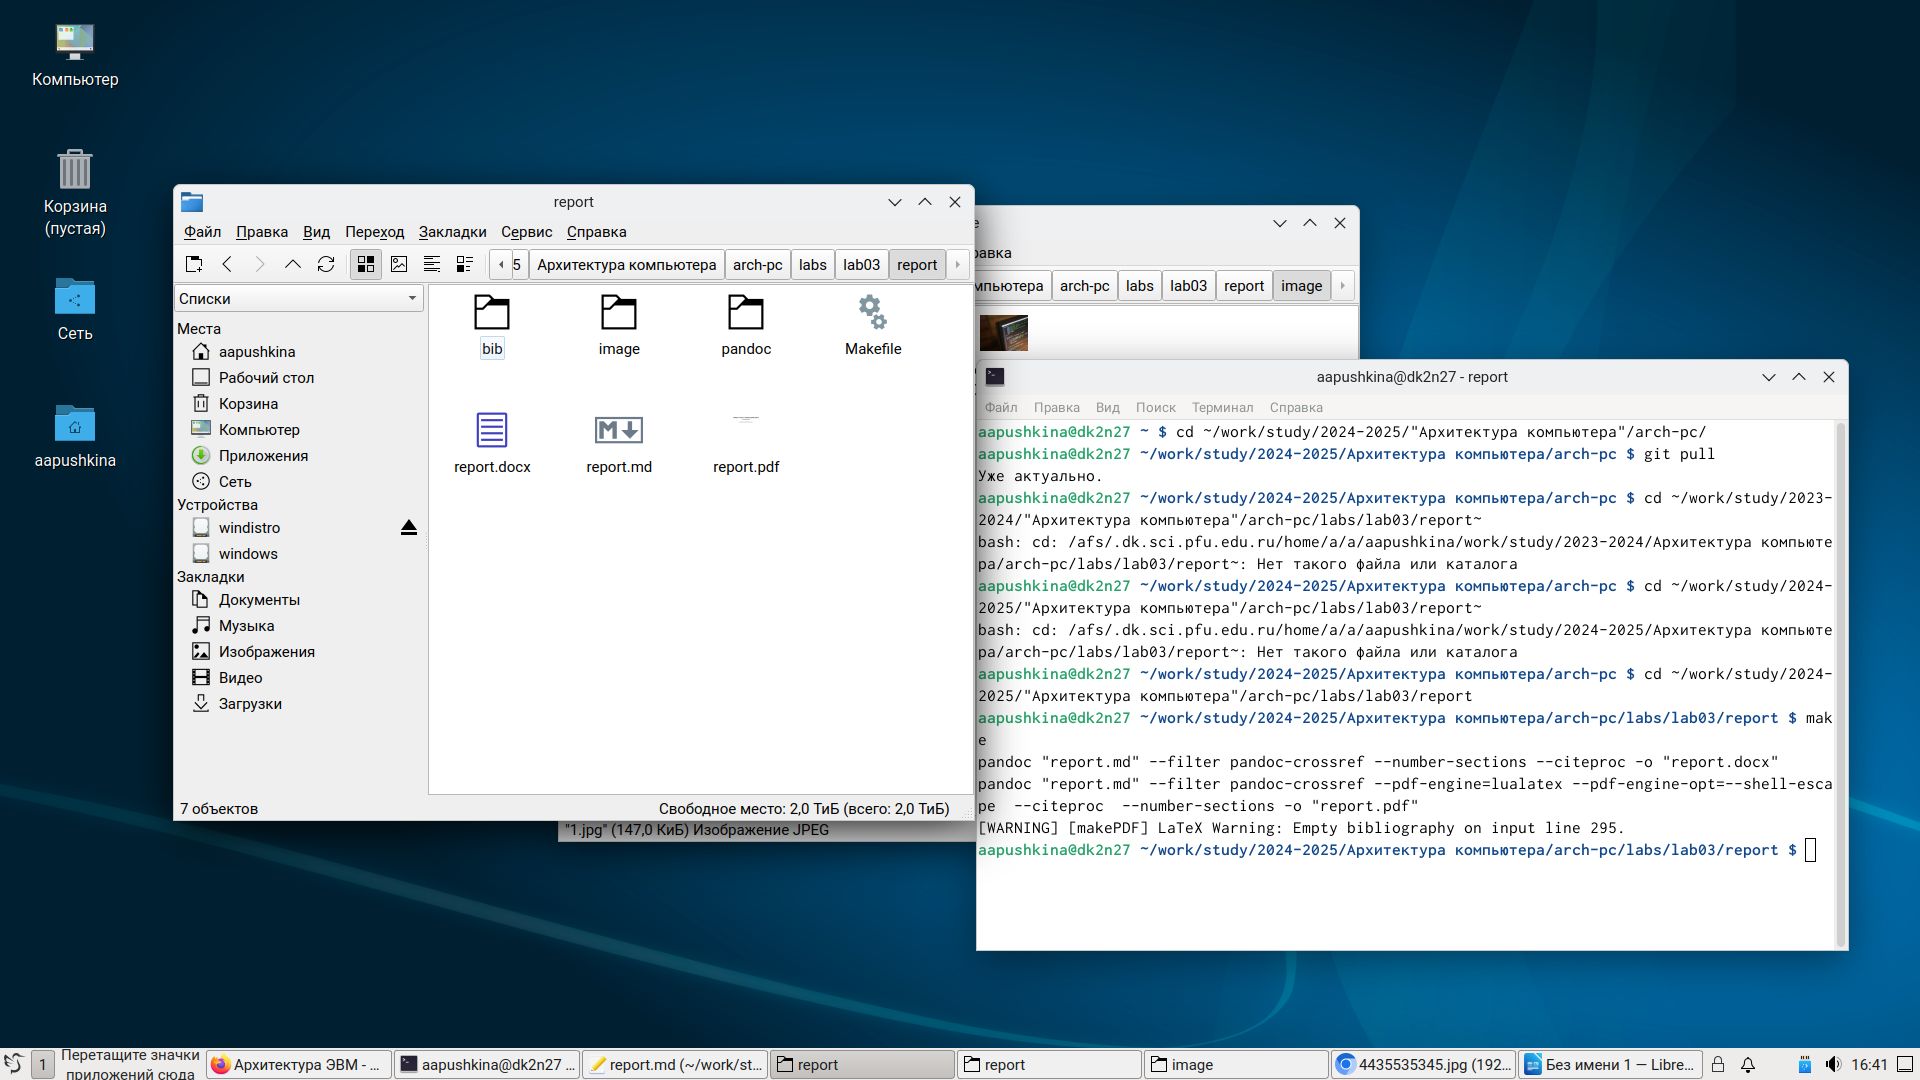 Компьютер
Корзина
(пустая)
Сеть
aapushkina
report
Файл Правка Вид Переход Закладки Сервис Справка
5 Архитектура компьютера arch-pc labs lab03 report
Списки
Места
aapushkina
Рабочий стол
Корзина
Компьютер
Приложения
Сеть
Устройства
windistro
windows
Закладки
Документы
Музыка
Изображения
Видео
Загрузки
bib image pandoc Makefile
report.docx report.md report.pdf
7 объектов Свободное место: 2,0 ТиБ (всего: 2,0 ТиБ)
"1.jpg" (147,0 КиБ) Изображение JPEG
arch-pc labs lab03 report image
aapushkina@dk2n27 - report
Файл Правка Вид Поиск Терминал Справка
aapushkina@dk2n27 ~ $ cd ~/work/study/2024-2025/"Архитектура компьютера"/arch-pc/
aapushkina@dk2n27 ~/work/study/2024-2025/Архитектура компьютера/arch-pc $ git pull
Уже актуально.
aapushkina@dk2n27 ~/work/study/2024-2025/Архитектура компьютера/arch-pc $ cd ~/work/study/2023-
2024/"Архитектура компьютера"/arch-pc/labs/lab03/report~
bash: cd: /afs/.dk.sci.pfu.edu.ru/home/a/a/aapushkina/work/study/2023-2024/Архитектура компьюте
ра/arch-pc/labs/lab03/report~: Нет такого файла или каталога
aapushkina@dk2n27 ~/work/study/2024-2025/Архитектура компьютера/arch-pc $ cd ~/work/study/2024-
2025/"Архитектура компьютера"/arch-pc/labs/lab03/report~
bash: cd: /afs/.dk.sci.pfu.edu.ru/home/a/a/aapushkina/work/study/2024-2025/Архитектура компьюте
ра/arch-pc/labs/lab03/report~: Нет такого файла или каталога
aapushkina@dk2n27 ~/work/study/2024-2025/Архитектура компьютера/arch-pc $ cd ~/work/study/2024-
2025/"Архитектура компьютера"/arch-pc/labs/lab03/report
aapushkina@dk2n27 ~/work/study/2024-2025/Архитектура компьютера/arch-pc/labs/lab03/report $ mak
e
pandoc "report.md" --filter pandoc-crossref --number-sections --citeproc -o "report.docx"
pandoc "report.md" --filter pandoc-crossref --pdf-engine=lualatex --pdf-engine-opt=--shell-esca
pe  --citeproc  --number-sections -o "report.pdf"
[WARNING] [makePDF] LaTeX Warning: Empty bibliography on input line 295.
aapushkina@dk2n27 ~/work/study/2024-2025/Архитектура компьютера/arch-pc/labs/lab03/report $
1
Перетащите значки
приложений сюда
Архитектура ЭВМ - ... aapushkina@dk2n27 ... report.md (~/work/st... report report image 4435535345.jpg (192... Без имени 1 — Libre... 16:41